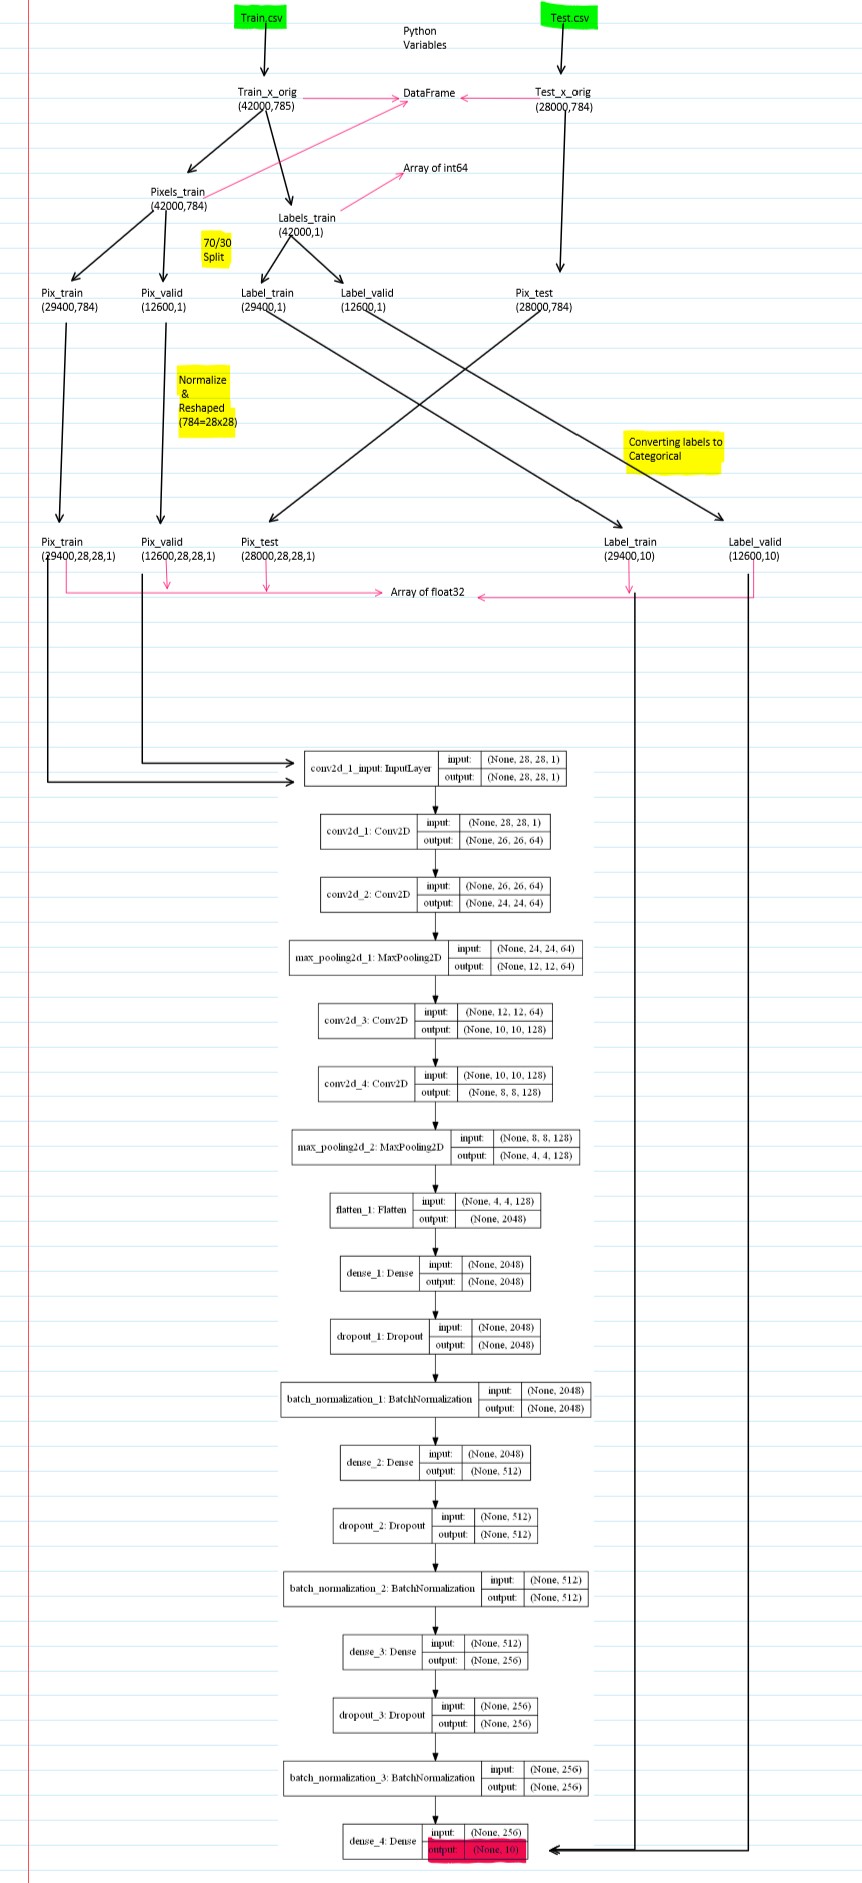 Train.csv
Test.csv
Python
Variables
Train_x_orig
(42000,785)
DataFrame
Test_x_orig
(28000,784)
Array of int64
Pixels_train
(42000,784)
Labels_train
(42000,1)
70/30
Split
Pix_train
(29400,784)
Pix_valid
(12600,1)
Label_train
(29400,1)
Label_valid
(12600,1)
Pix_test
(28000,784)
Normalize
&
Reshaped
(784=28x28)
Converting labels to
Categorical
Pix_train
(29400,28,28,1)
Pix_valid
(12600,28,28,1)
Pix_test
(28000,28,28,1)
Label_train
(29400,10)
Label_valid
(12600,10)
Array of float32
conv2d_1_input: InputLayer
input: (None, 28, 28, 1)
output: (None, 28, 28, 1)
conv2d_1: Conv2D
input: (None, 28, 28, 1)
output: (None, 26, 26, 64)
conv2d_2: Conv2D
input: (None, 26, 26, 64)
output: (None, 24, 24, 64)
max_pooling2d_1: MaxPooling2D
input: (None, 24, 24, 64)
output: (None, 12, 12, 64)
conv2d_3: Conv2D
input: (None, 12, 12, 64)
output: (None, 10, 10, 128)
conv2d_4: Conv2D
input: (None, 10, 10, 128)
output: (None, 8, 8, 128)
max_pooling2d_2: MaxPooling2D
input: (None, 8, 8, 128)
output: (None, 4, 4, 128)
flatten_1: Flatten
input: (None, 4, 4, 128)
output: (None, 2048)
dense_1: Dense
input: (None, 2048)
output: (None, 2048)
dropout_1: Dropout
input: (None, 2048)
output: (None, 2048)
batch_normalization_1: BatchNormalization
input: (None, 2048)
output: (None, 2048)
dense_2: Dense
input: (None, 2048)
output: (None, 512)
dropout_2: Dropout
input: (None, 512)
output: (None, 512)
batch_normalization_2: BatchNormalization
input: (None, 512)
output: (None, 512)
dense_3: Dense
input: (None, 512)
output: (None, 256)
dropout_3: Dropout
input: (None, 256)
output: (None, 256)
batch_normalization_3: BatchNormalization
input: (None, 256)
output: (None, 256)
dense_4: Dense
input: (None, 256)
output: (None, 10)